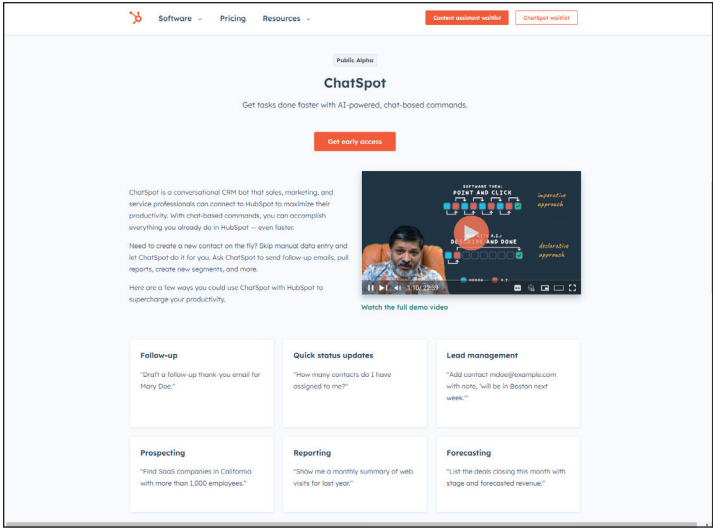 Software
Pricing
Resources
Content assistant waitlist
ChatSpot waitlist
Public Alpha
ChatSpot
Get tasks done faster with AI-powered, chat-based commands.
Get early access
ChatSpot is a conversational CRM bot that sales, marketing, and
service professionals can connect to HubSpot to maximize their
productivity. With chat-based commands, you can accomplish
everything you already do in HubSpot — even faster.
Need to create a new contact on the fly? Skip manual data entry and
let ChatSpot do it for you. Ask ChatSpot to send follow-up emails, pull
reports, create new segments, and more.
Here are a few ways you could use ChatSpot with HubSpot to
supercharge your productivity.
SOFTWARE THEN:
POINT AND CLICK
imperative
approach
DESCRIBE AND DONE
declarative
approach
A.I.
1:10/22:59
Watch the full demo video
Follow-up
"Draft a follow-up thank-you email for
Mary Doe."
Quick status updates
"How many contacts do I have
assigned to me?"
Lead management
"Add contact mdoe@example.com
with note, 'will be in Boston next
week.'"
Prospecting
"Find SaaS companies in California
with more than 1,000 employees."
Reporting
"Show me a monthly summary of web
visits for last year."
Forecasting
"List the deals closing this month with
stage and forecasted revenue."